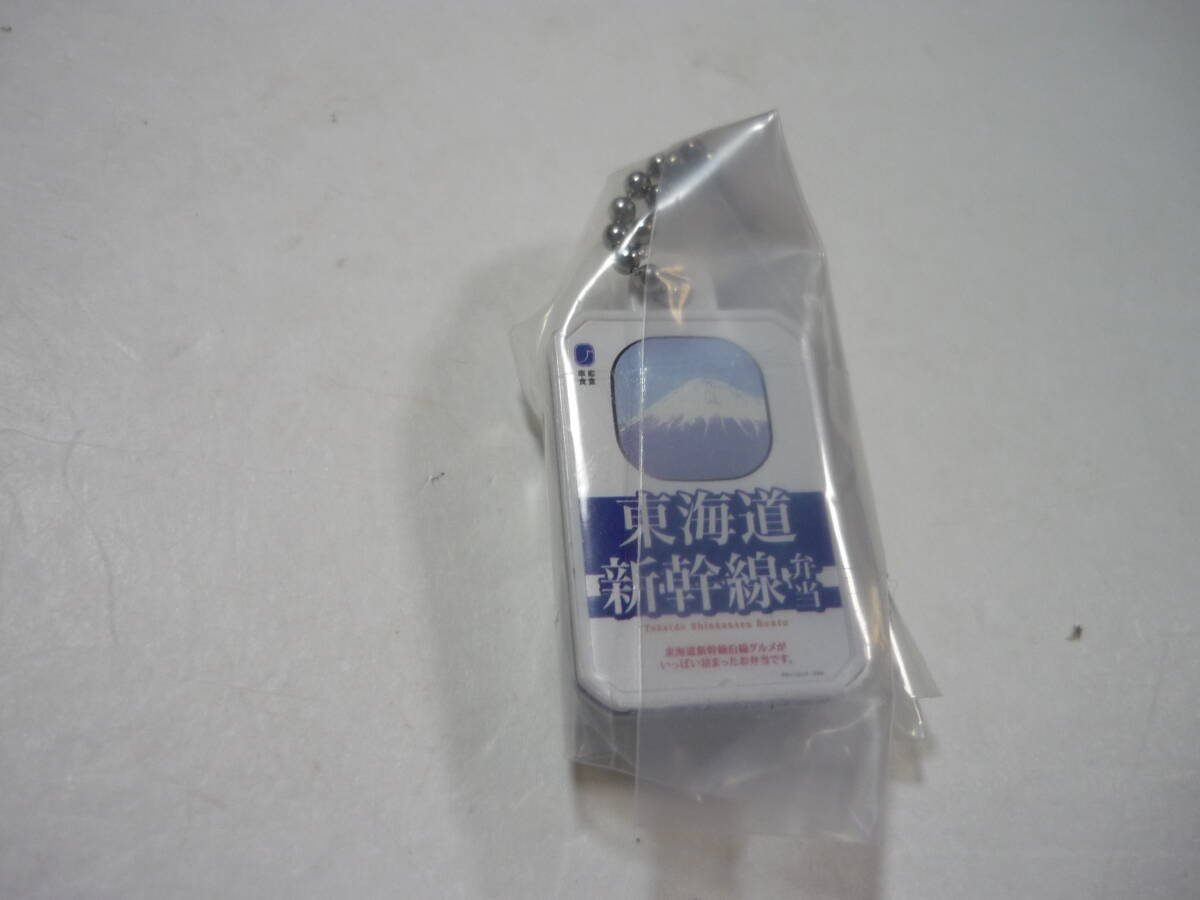 東海道
新幹線弁当
Tokaido Shinkansen Bento
東海道新幹線沿線グルメが
いっぱい詰まったお弁当です。